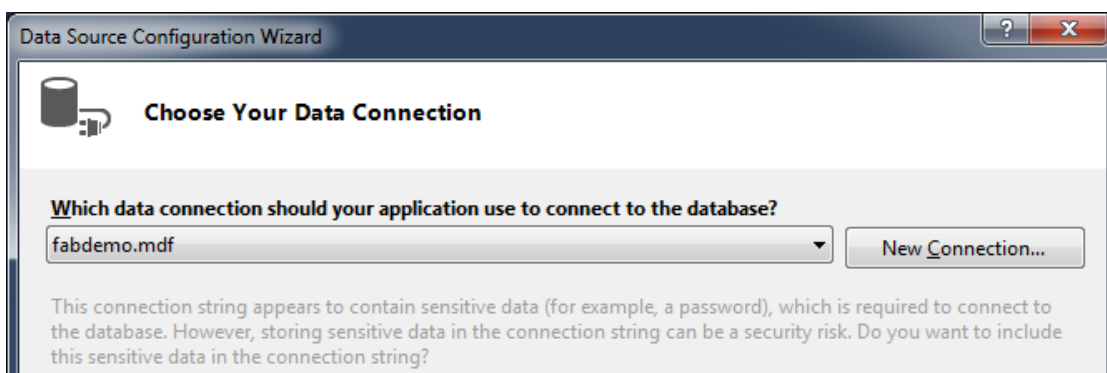 Data Source Configuration Wizard
? X
Choose Your Data Connection
Which data connection should your application use to connect to the database?
fabdemo.mdf
New Connection...
This connection string appears to contain sensitive data (for example, a password), which is required to connect to
the database. However, storing sensitive data in the connection string can be a security risk. Do you want to include
this sensitive data in the connection string?